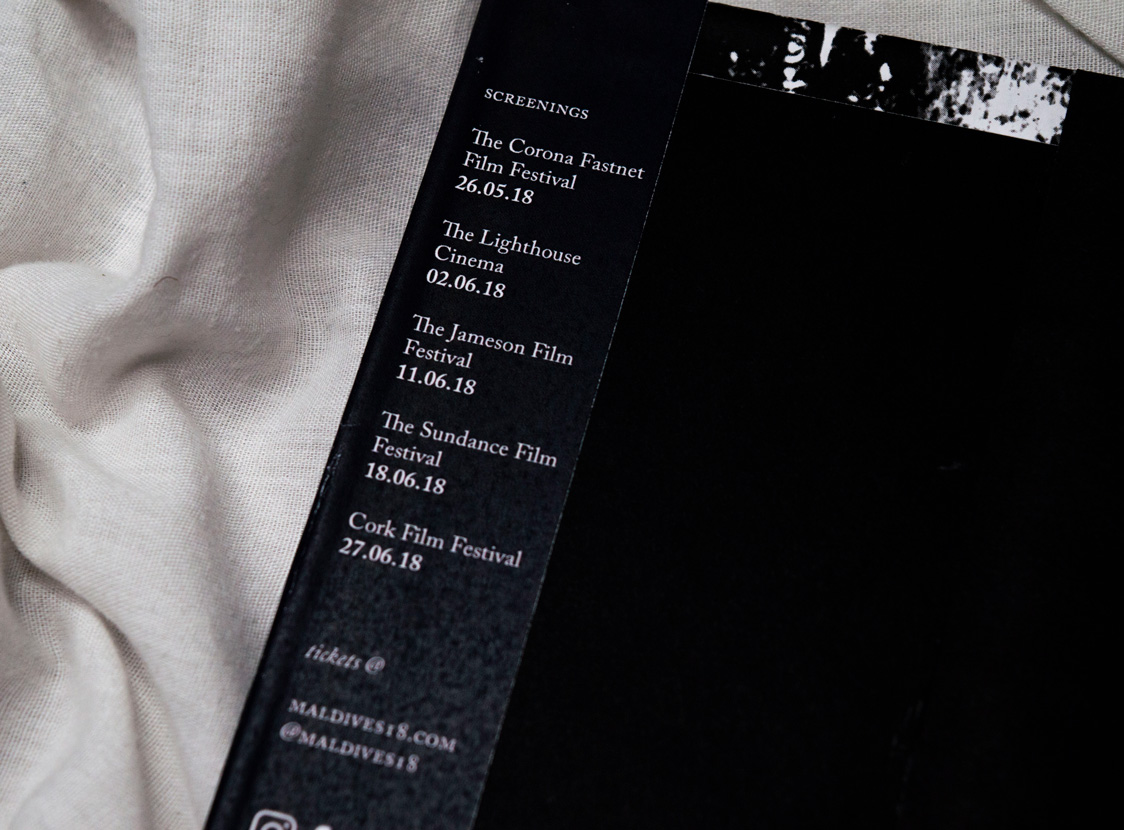 SCREENINGS
The Corona Fastnet
Film Festival
26.05.18
The Lighthouse
Cinema
02.06.18
The Jameson Film
Festival
11.06.18
The Sundance Film
Festival
18.06.18
Cork Film Festival
27.06.18
tickets @
MALDIVES18.COM
@MALDIVES18